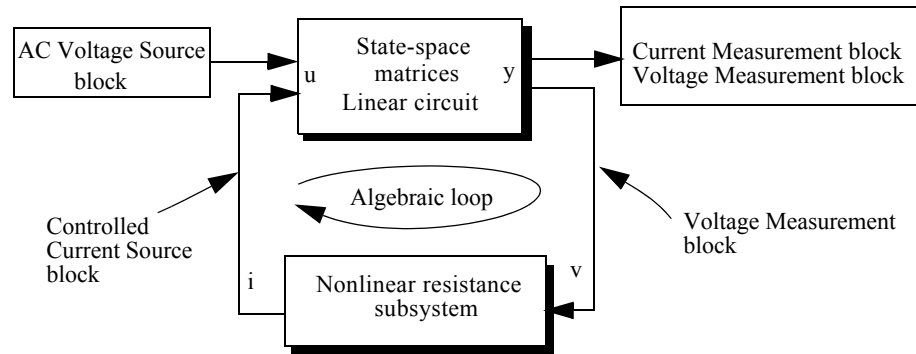 AC Voltage Source
block
State-space
matrices
Linear circuit
u
y
Current Measurement block
Voltage Measurement block
Algebraic loop
Controlled
Current Source
block
Voltage Measurement
block
i
v
Nonlinear resistance
subsystem